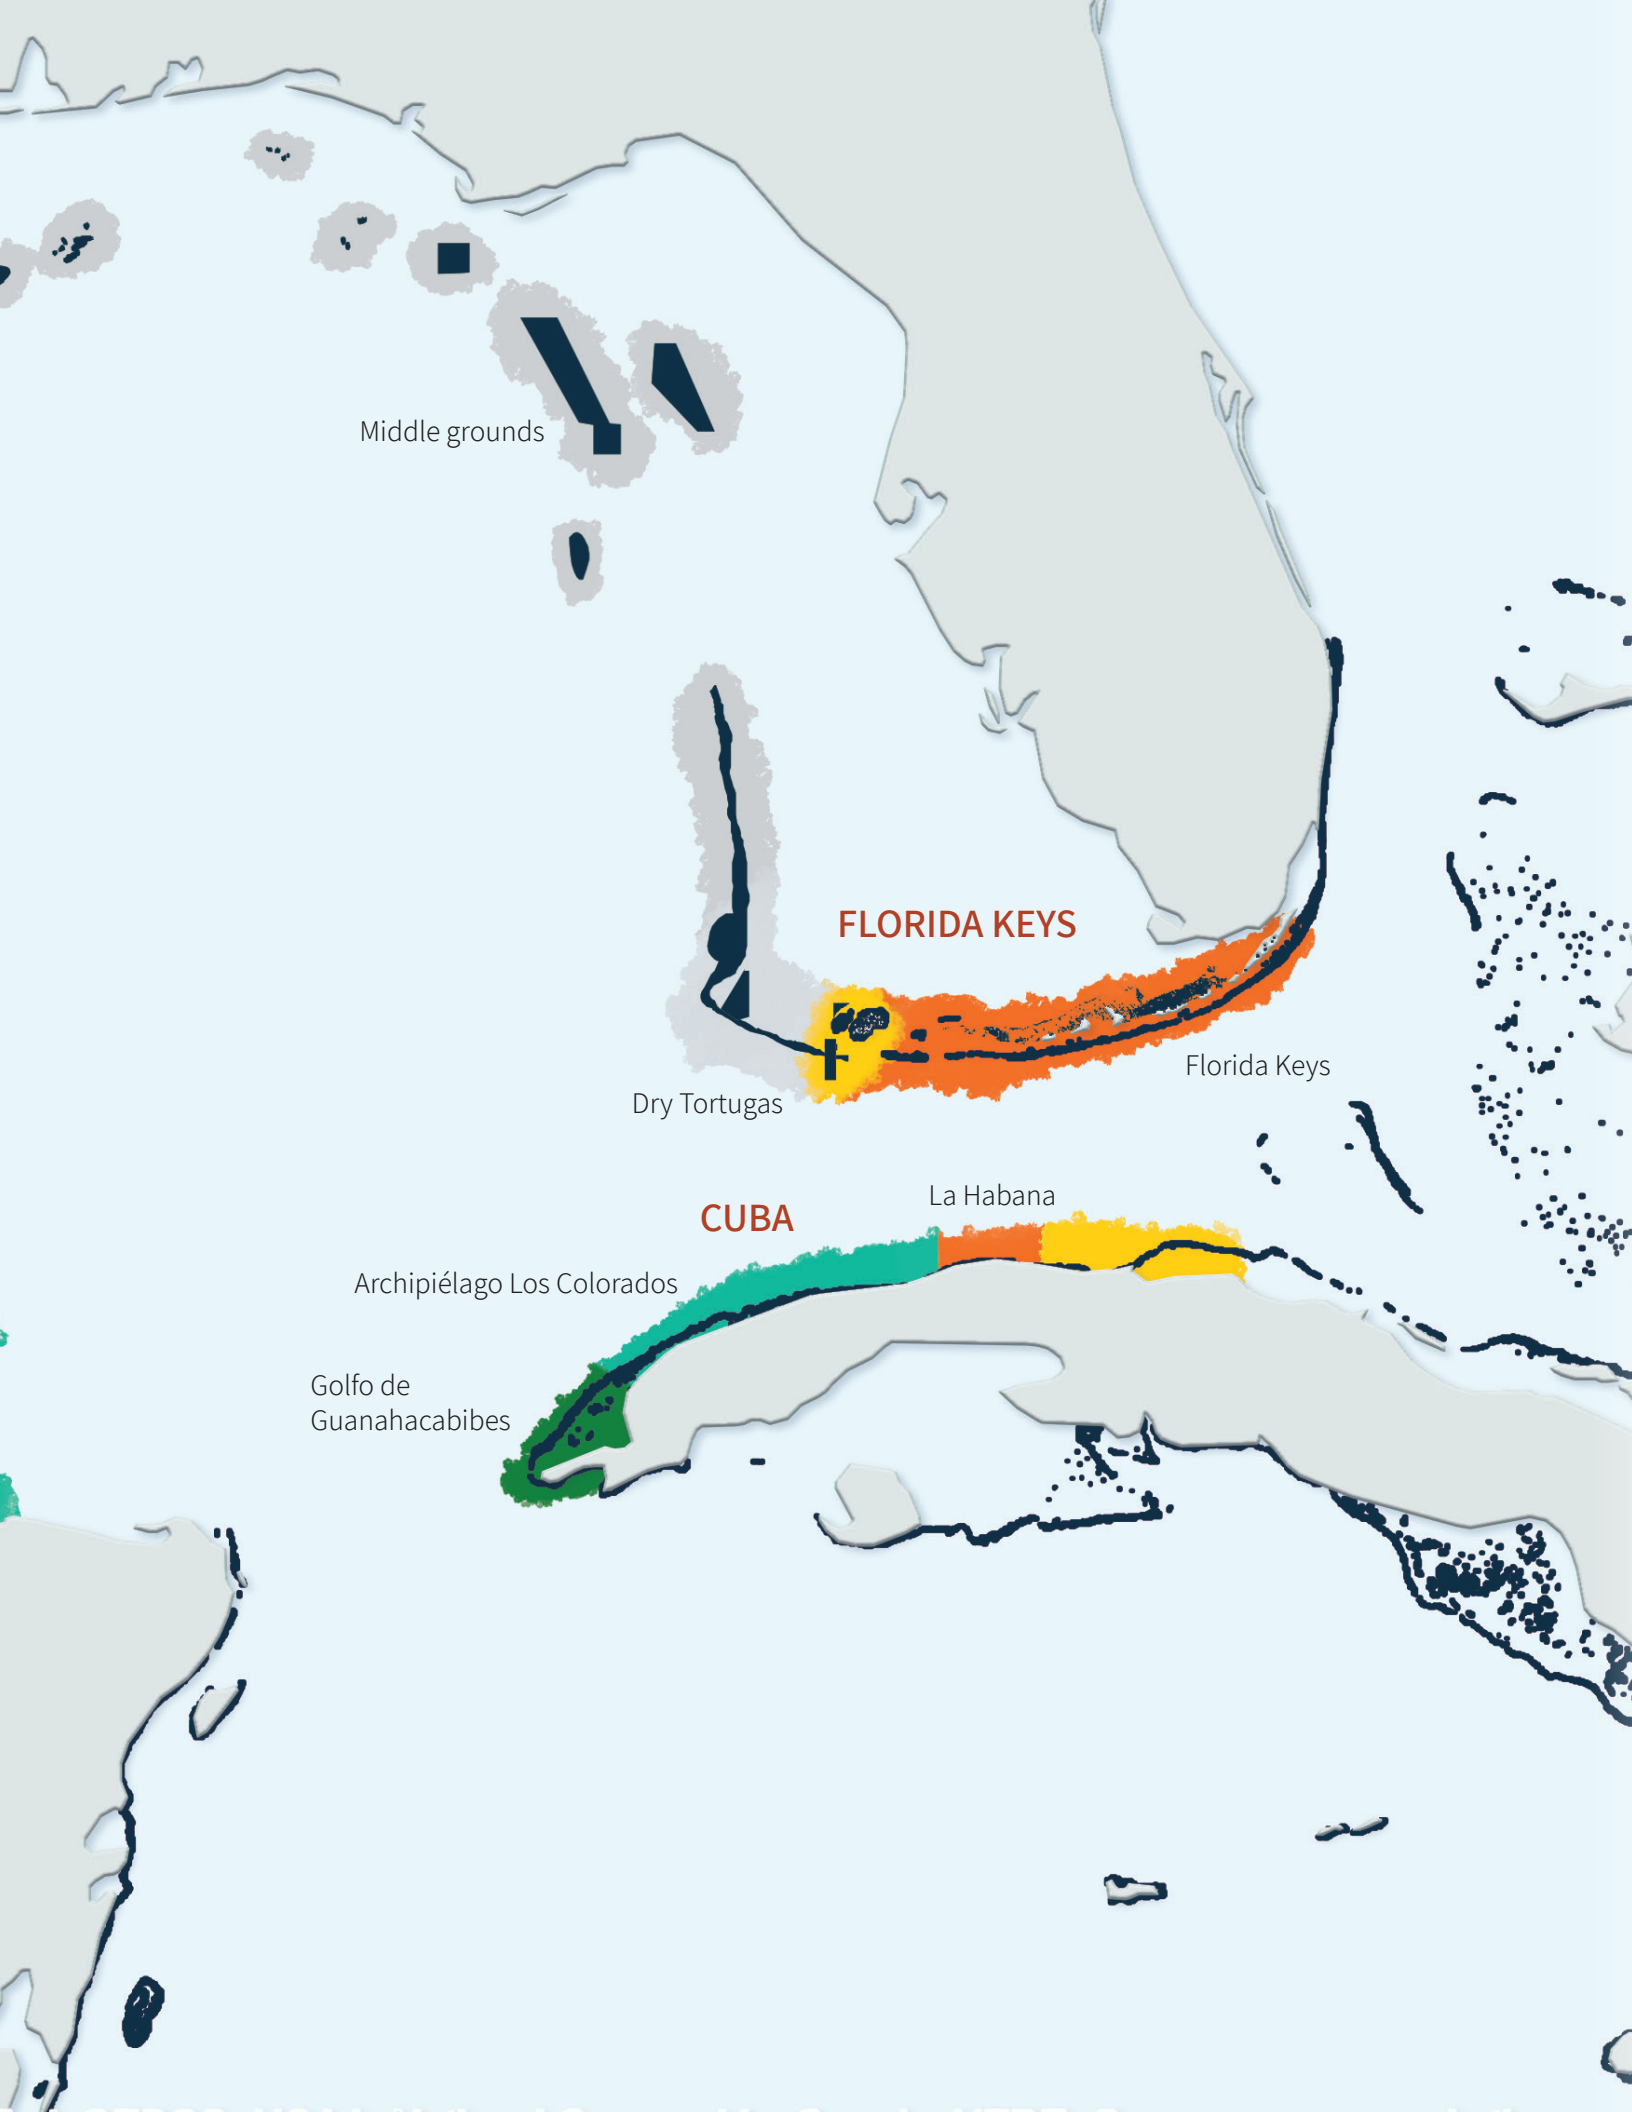 Middle grounds
FLORIDA KEYS
Florida Keys
Dry Tortugas
La Habana
CUBA
Archipiélago Los Colorados
Golfo de
Guanahacabibes